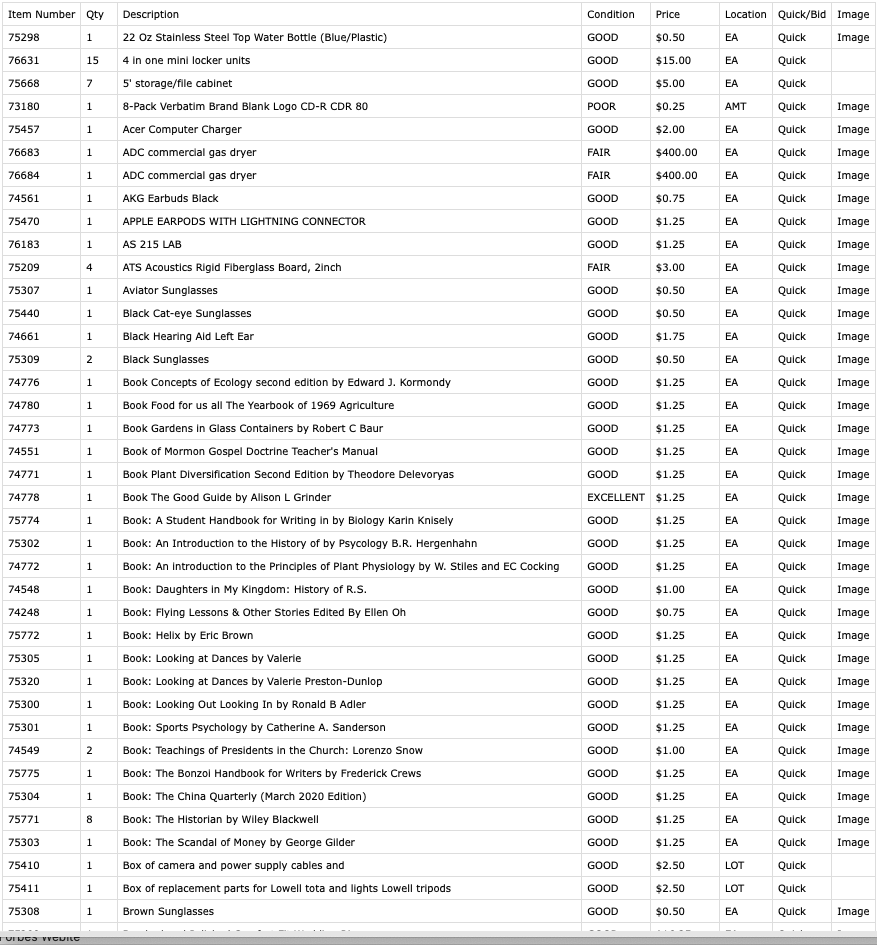 Item Number Qty Description Condition Price Location Quick/Bid Image
75298 1 22 Oz Stainless Steel Top Water Bottle (Blue/Plastic) GOOD $0.50 EA Quick Image
76631 15 4 in one mini locker units GOOD $15.00 EA Quick
75668 7 5' storage/file cabinet GOOD $5.00 EA Quick
73180 1 8-Pack Verbatim Brand Blank Logo CD-R CDR 80 POOR $0.25 AMT Quick Image
75457 1 Acer Computer Charger GOOD $2.00 EA Quick Image
76683 1 ADC commercial gas dryer FAIR $400.00 EA Quick Image
76684 1 ADC commercial gas dryer FAIR $400.00 EA Quick Image
74561 1 AKG Earbuds Black GOOD $0.75 EA Quick Image
75470 1 APPLE EARPODS WITH LIGHTNING CONNECTOR GOOD $1.25 EA Quick Image
76183 1 AS 215 LAB GOOD $1.25 EA Quick Image
75209 4 ATS Acoustics Rigid Fiberglass Board, 2inch FAIR $3.00 EA Quick Image
75307 1 Aviator Sunglasses GOOD $0.50 EA Quick Image
75440 1 Black Cat-eye Sunglasses GOOD $0.50 EA Quick Image
74661 1 Black Hearing Aid Left Ear GOOD $1.75 EA Quick Image
75309 2 Black Sunglasses GOOD $0.50 EA Quick Image
74776 1 Book Concepts of Ecology second edition by Edward J. Kormondy GOOD $1.25 EA Quick Image
74780 1 Book Food for us all The Yearbook of 1969 Agriculture GOOD $1.25 EA Quick Image
74773 1 Book Gardens in Glass Containers by Robert C Baur GOOD $1.25 EA Quick Image
74551 1 Book of Mormon Gospel Doctrine Teacher's Manual GOOD $1.25 EA Quick Image
74771 1 Book Plant Diversification Second Edition by Theodore Delevoryas GOOD $1.25 EA Quick Image
74778 1 Book The Good Guide by Alison L Grinder EXCELLENT $1.25 EA Quick Image
75774 1 Book: A Student Handbook for Writing in by Biology Karin Knisely GOOD $1.25 EA Quick Image
75302 1 Book: An Introduction to the History of by Psycology B.R. Hergenhahn GOOD $1.25 EA Quick Image
74772 1 Book: An introduction to the Principles of Plant Physiology by W. Stiles and EC Cocking GOOD $1.25 EA Quick Image
74548 1 Book: Daughters in My Kingdom: History of R.S. GOOD $1.00 EA Quick Image
74248 1 Book: Flying Lessons & Other Stories Edited By Ellen Oh GOOD $0.75 EA Quick Image
75772 1 Book: Helix by Eric Brown GOOD $1.25 EA Quick Image
75305 1 Book: Looking at Dances by Valerie GOOD $1.25 EA Quick Image
75320 1 Book: Looking at Dances by Valerie Preston-Dunlop GOOD $1.25 EA Quick Image
75300 1 Book: Looking Out Looking In by Ronald B Adler GOOD $1.25 EA Quick Image
75301 1 Book: Sports Psychology by Catherine A. Sanderson GOOD $1.25 EA Quick Image
74549 2 Book: Teachings of Presidents in the Church: Lorenzo Snow GOOD $1.00 EA Quick Image
75775 1 Book: The Bonzoi Handbook for Writers by Frederick Crews GOOD $1.25 EA Quick Image
75304 1 Book: The China Quarterly (March 2020 Edition) GOOD $1.25 EA Quick Image
75771 8 Book: The Historian by Wiley Blackwell GOOD $1.25 EA Quick Image
75303 1 Book: The Scandal of Money by George Gilder GOOD $1.25 EA Quick Image
75410 1 Box of camera and power supply cables and GOOD $2.50 LOT Quick
75411 1 Box of replacement parts for Lowell tota and lights Lowell tripods GOOD $2.50 LOT Quick
75308 1 Brown Sunglasses GOOD $0.50 EA Quick Image